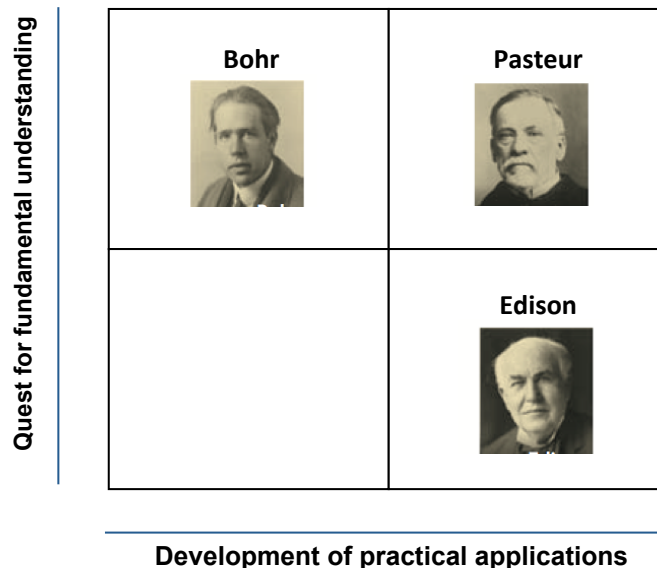 Quest for fundamental understanding
Bohr
Pasteur
Edison
Development of practical applications